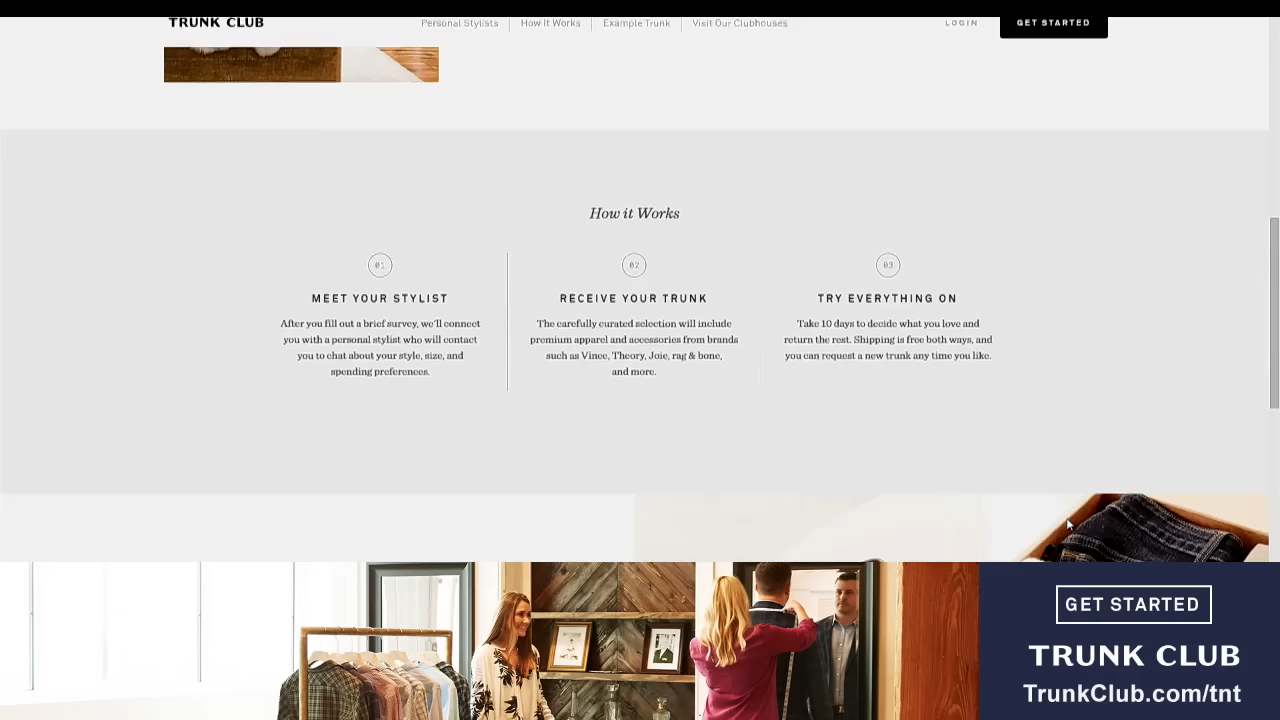 TRUNK CLUB
Personal Stylists
How It Works
Example Trunk
Visit Our Clubhouses
LOGIN
GET STARTED
How it Works
01
MEET YOUR STYLIST
After you fill out a brief survey, we'll connect
you with a personal stylist who will contact
you to chat about your style, size, and
spending preferences.
02
RECEIVE YOUR TRUNK
The carefully curated selection will include
premium apparel and accessories from brands
such as Vince, Theory, Joie, rag & bone,
and more.
03
TRY EVERYTHING ON
Take 10 days to decide what you love and
return the rest. Shipping is free both ways, and
you can request a new trunk any time you like.
GET STARTED
TRUNK CLUB
TrunkClub.com/tnt